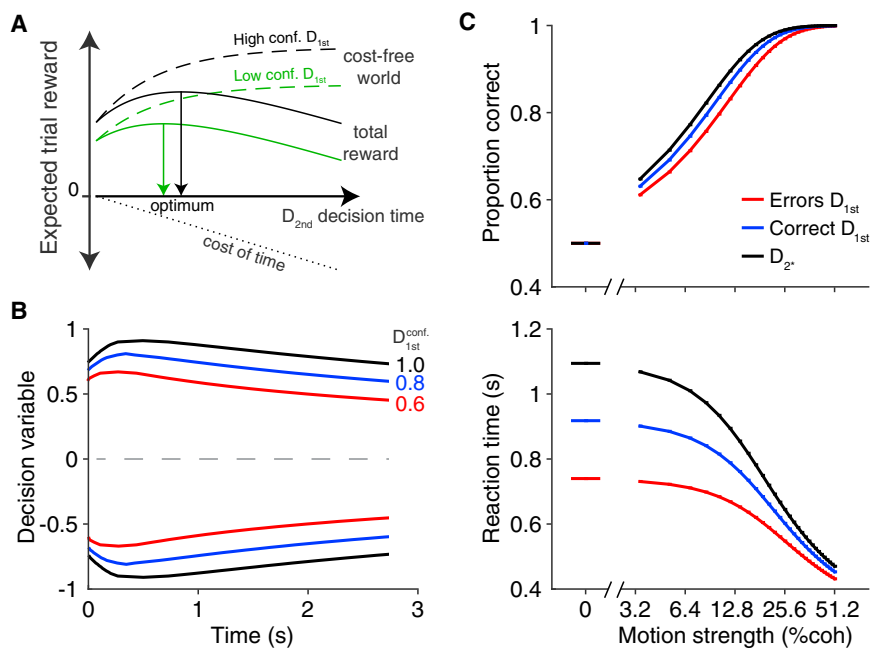 A
Expected trial reward
0
High conf. D1st
cost-free
world
Low conf. D1st
total
reward
optimum
D2nd decision time
cost of time
B
Decision variable
1
0.5
0
-0.5
-1
D1st conf.
1.0
0.8
0.6
0
1
2
3
Time (s)
C
Proportion correct
1
0.8
0.6
0.4
Errors D1st
Correct D1st
D2*
Reaction time (s)
1.2
1.0
0.8
0.6
0.4
0 3.2 6.4 12.8 25.6 51.2
Motion strength (%coh)